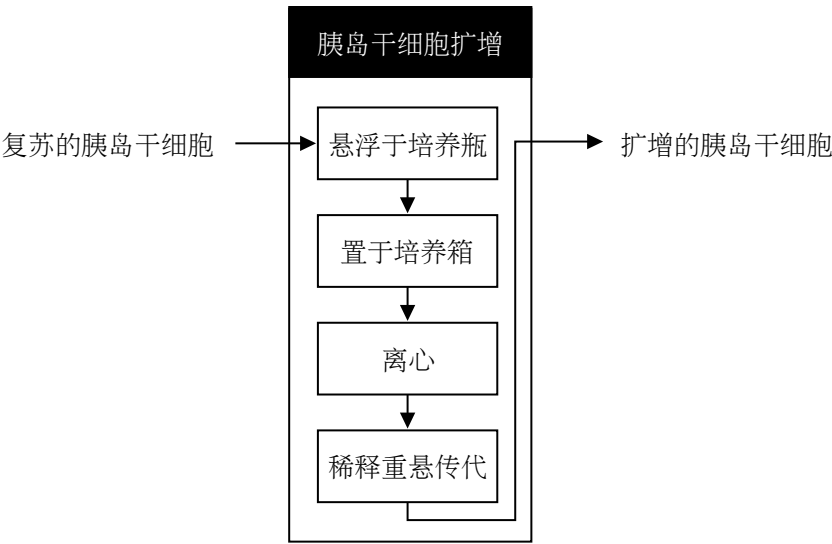 胰岛干细胞扩增
复苏的胰岛干细胞
悬浮于培养瓶
扩增的胰岛干细胞
置于培养箱
离心
稀释重悬传代